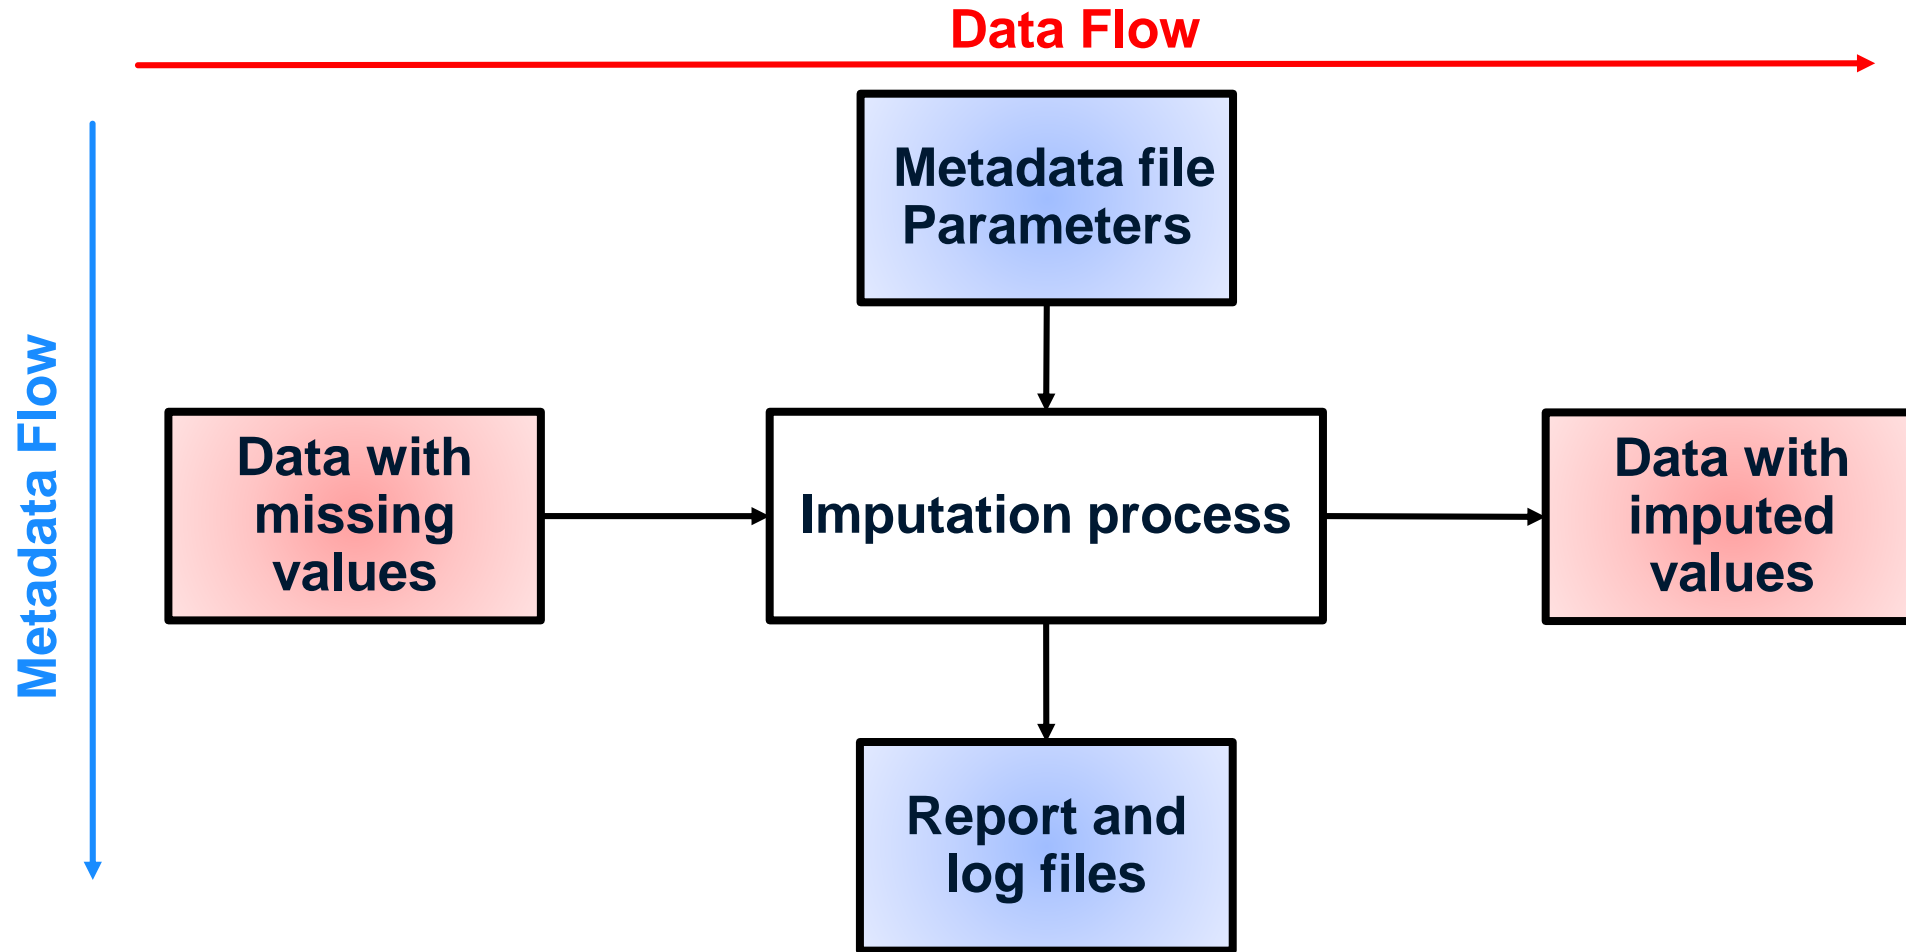 Data Flow
Metadata file
Parameters
Metadata Flow
Data with
missing
values
Imputation process
Data with
imputed
values
Report and
log files